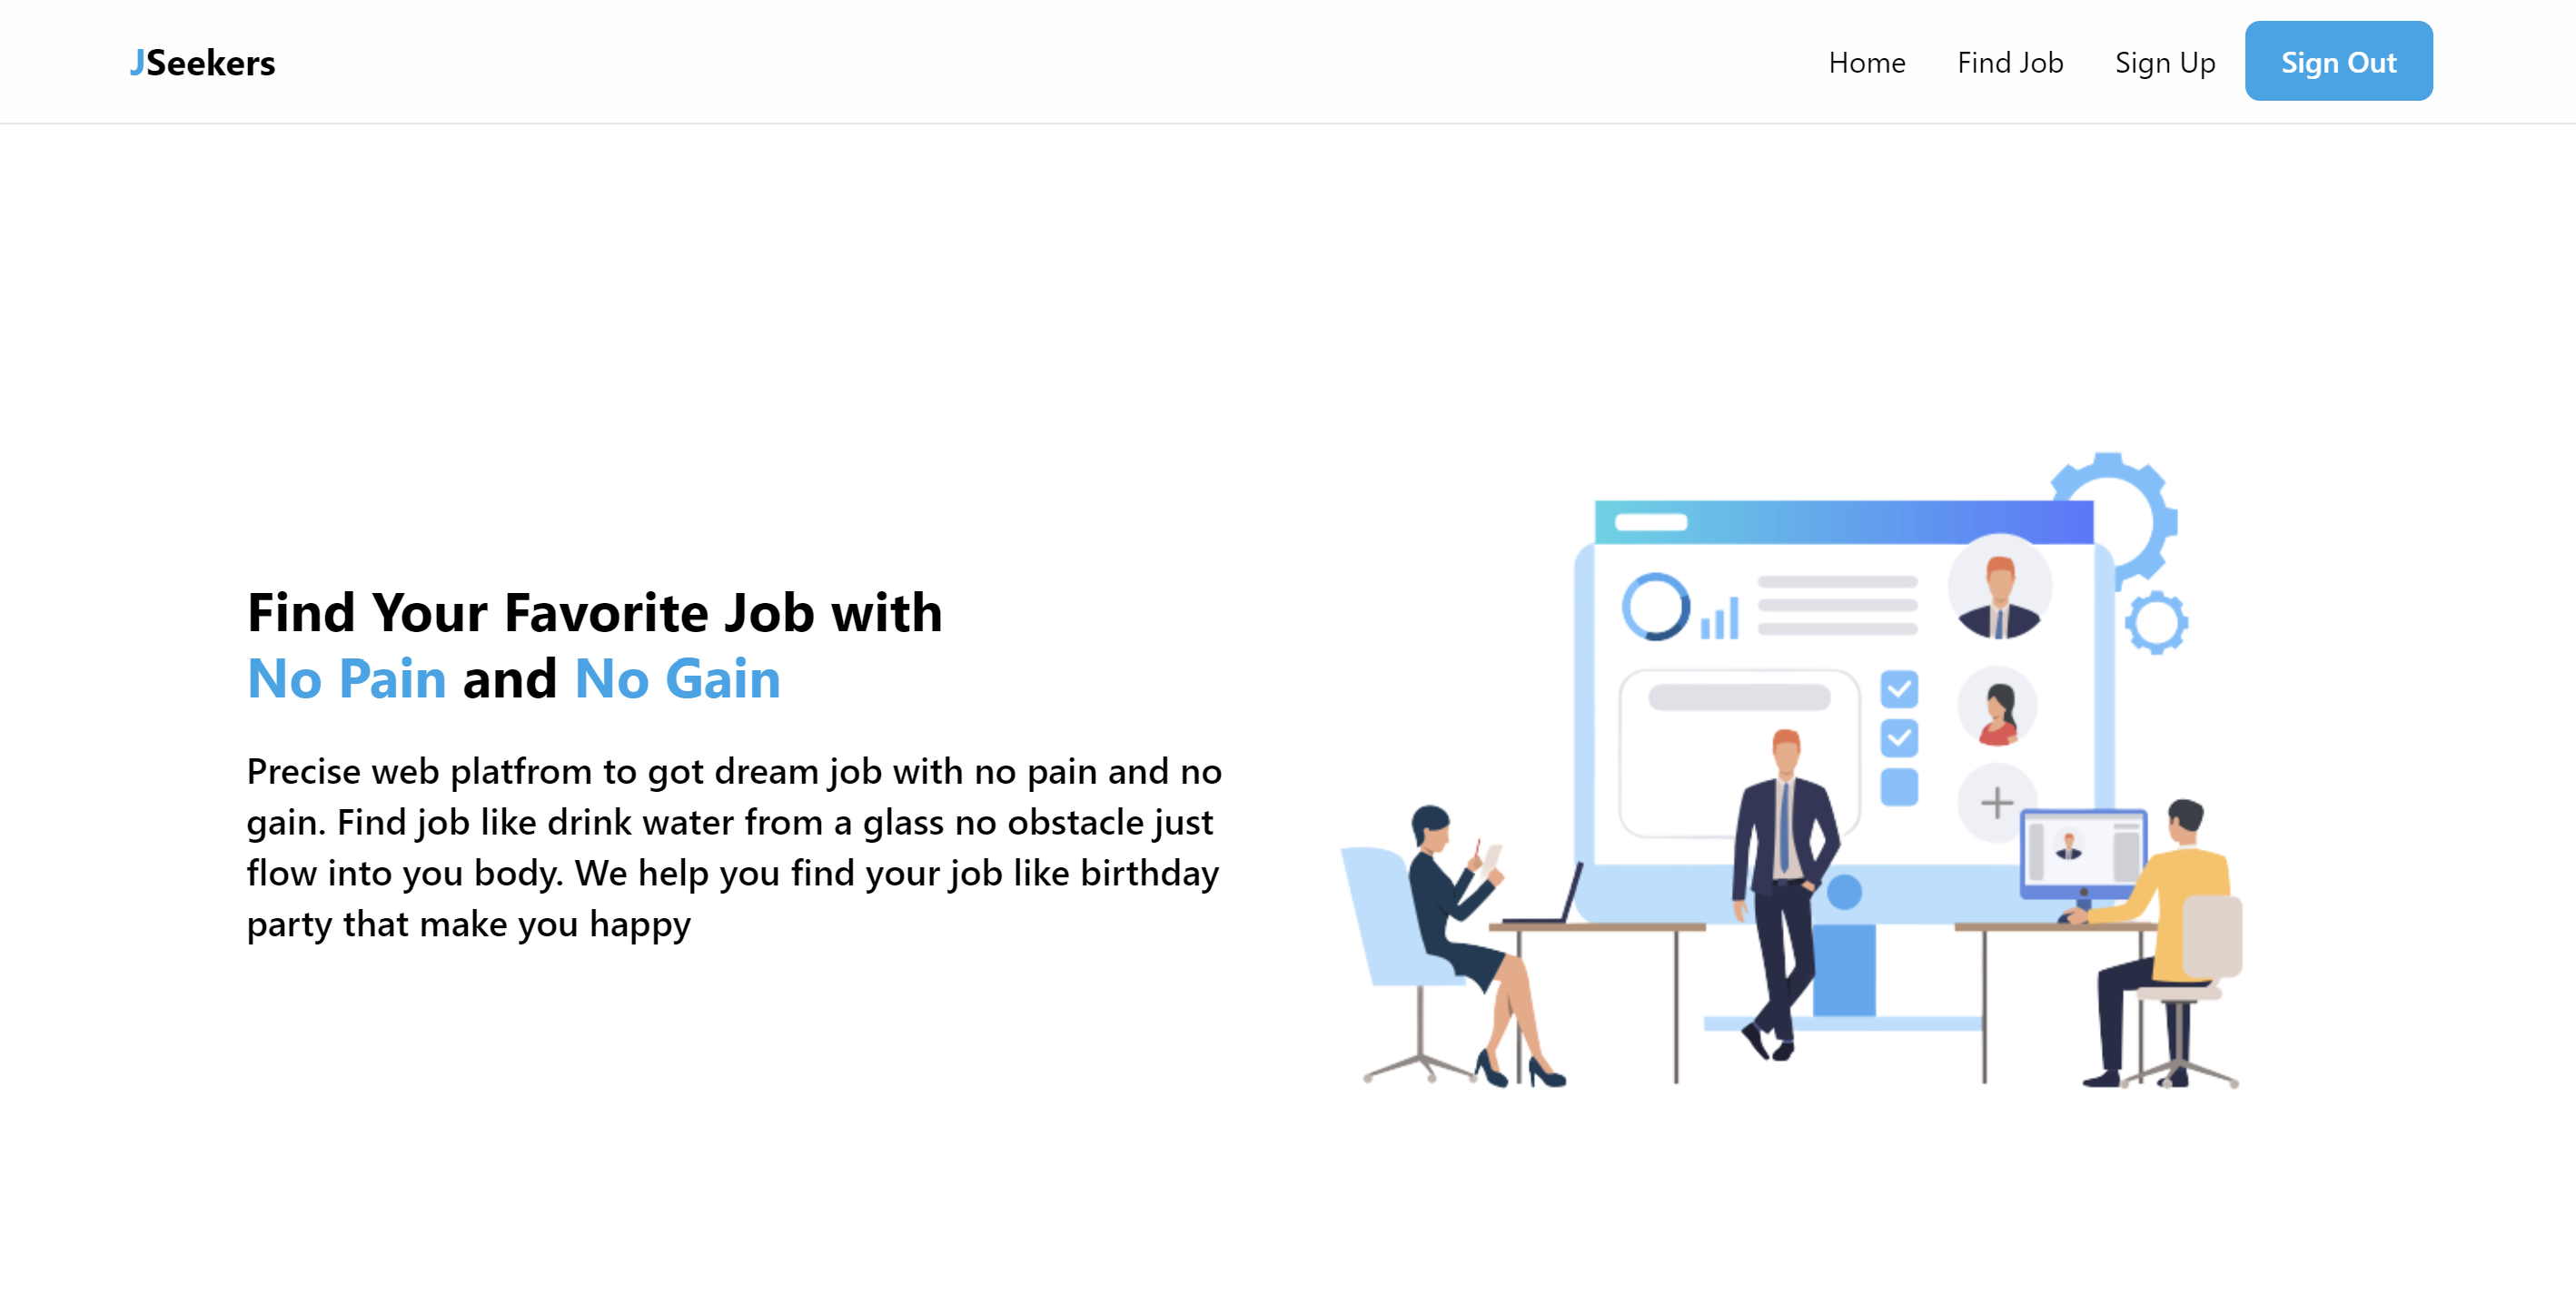 JSeekers
Home
Find Job
Sign Up
Sign Out
Find Your Favorite Job with
No Pain and No Gain
Precise web platfrom to got dream job with no pain and no
gain. Find job like drink water from a glass no obstacle just
flow into you body. We help you find your job like birthday
party that make you happy